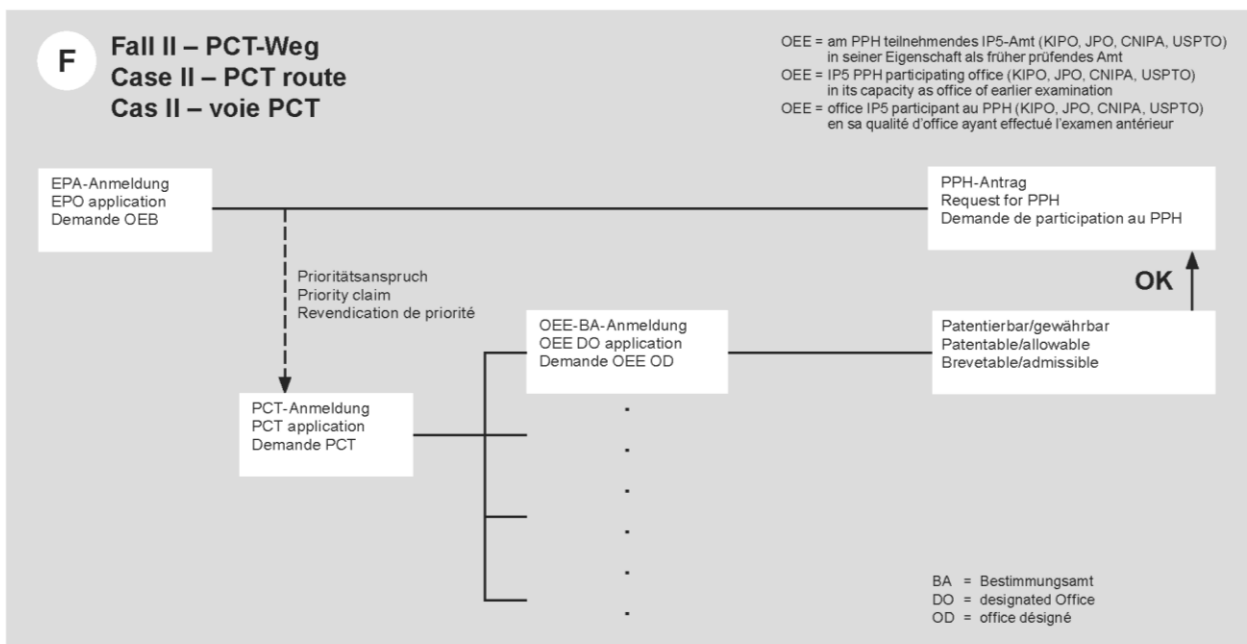 F
Fall II – PCT-Weg
Case II – PCT route
Cas II – voie PCT
OEE = am PPH teilnehmendes IP5-Amt (KIPO, JPO, CNIPA, USPTO)
in seiner Eigenschaft als früher prüfendes Amt
OEE = IP5 PPH participating office (KIPO, JPO, CNIPA, USPTO)
in its capacity as office of earlier examination
OEE = office IP5 participant au PPH (KIPO, JPO, CNIPA, USPTO)
en sa qualité d'office ayant effectué l'examen antérieur
EPA-Anmeldung
EPO application
Demande OEB
PPH-Antrag
Request for PPH
Demande de participation au PPH
Prioritätsanspruch
Priority claim
Revendication de priorité
OK
OEE-BA-Anmeldung
OEE DO application
Demande OEE OD
Patentierbar/gewährbar
Patentable/allowable
Brevetable/admissible
PCT-Anmeldung
PCT application
Demande PCT
BA = Bestimmungsamt
DO = designated Office
OD = office désigné